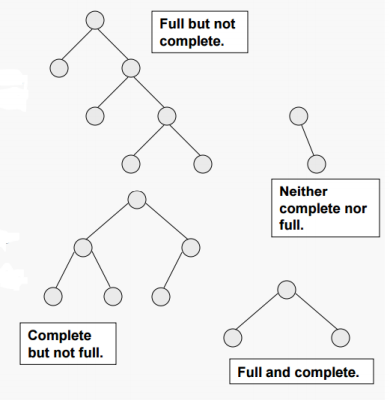 Full but not
complete.
Neither
complete nor
full.
Complete
but not full.
Full and complete.